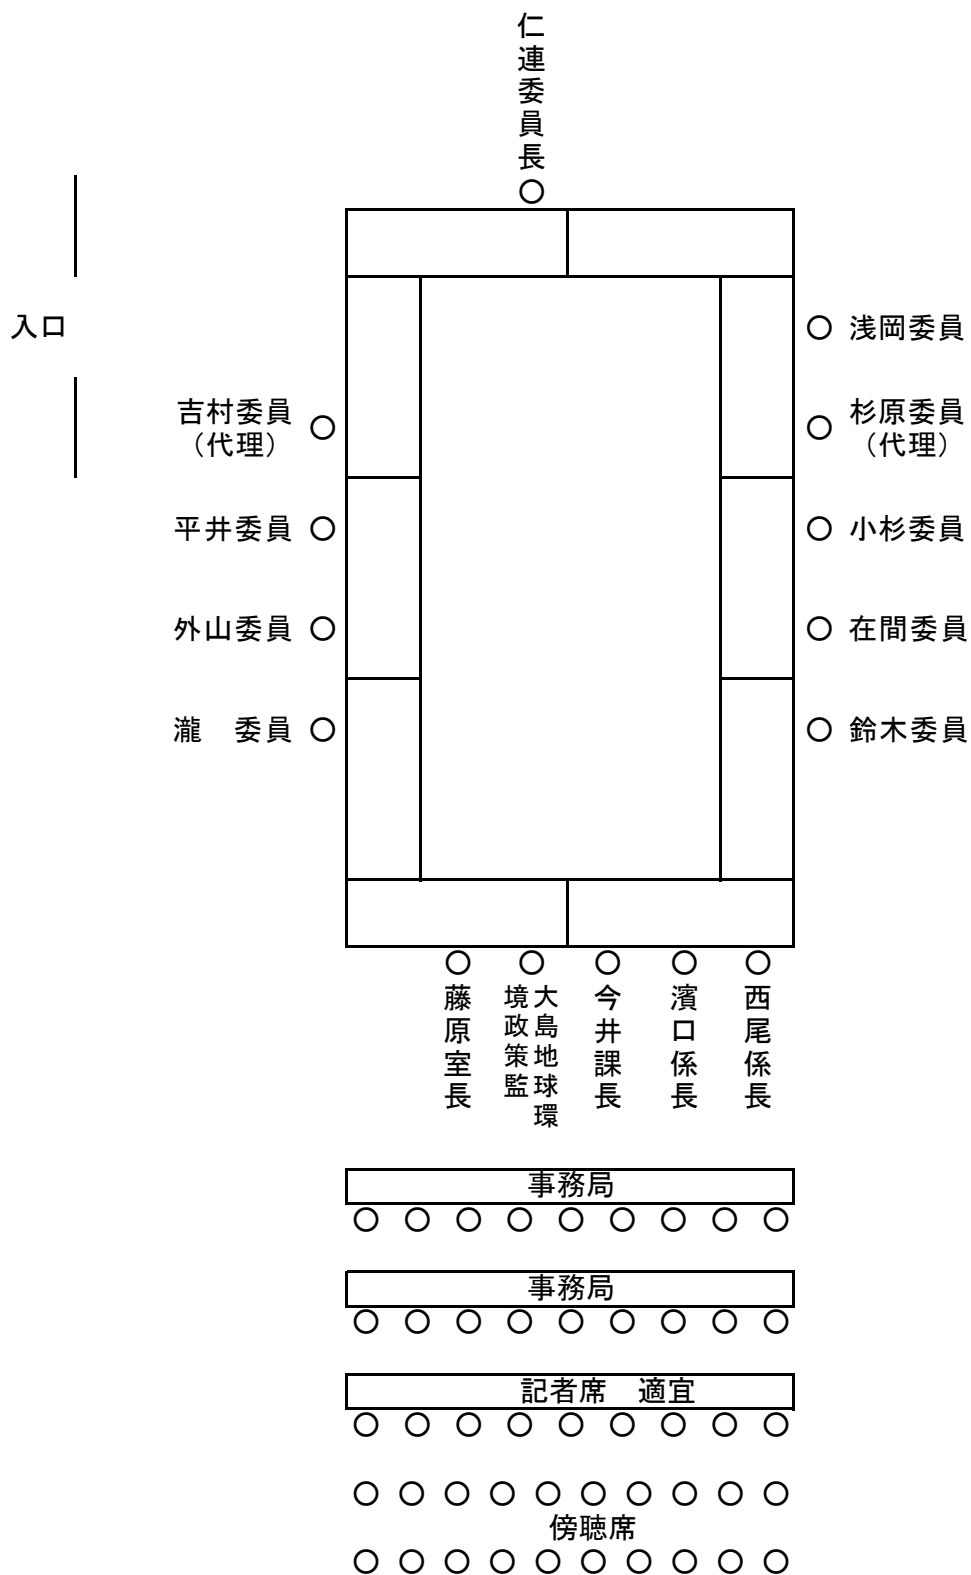 仁連委員長
入口
浅岡委員
吉村委員
（代理）
杉原委員
（代理）
平井委員
小杉委員
外山委員
在間委員
瀧　委員
鈴木委員
藤原室長
大島地球環
境政策監
今井課長
濱口係長
西尾係長
事務局
事務局
記者席　適宜
傍聴席